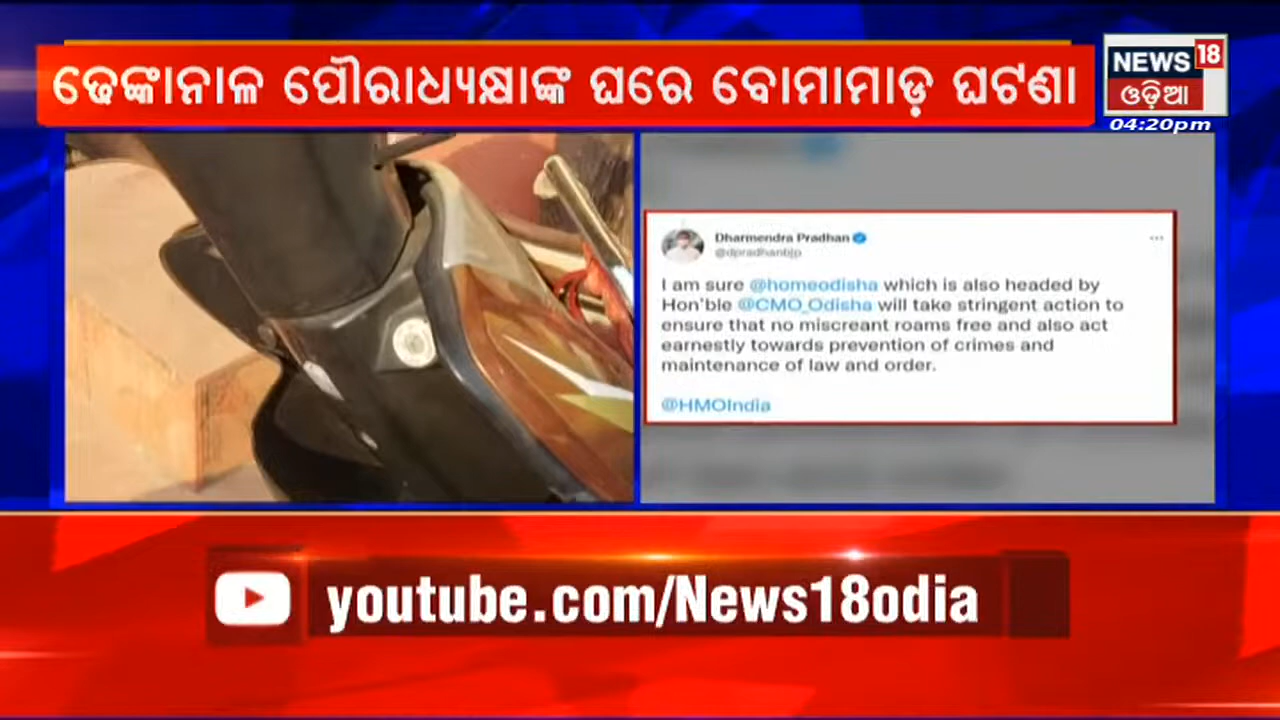 ଢେଙ୍କାନାଳ ପୌରାଧ୍ୟକ୍ଷାଙ୍କ ଘରେ ବୋମାମାଡ଼ ଘଟଣା
NEWS 18
ଓଡ଼ିଆ
04:20pm
Dharmendra Pradhan
@dpradhanbjp
I am sure @homeodisha which is also headed by
Hon'ble @CMO_Odisha will take stringent action to
ensure that no miscreant roams free and also act
earnestly towards prevention of crimes and
maintenance of law and order.
@HMOIndia
youtube.com/News18odia